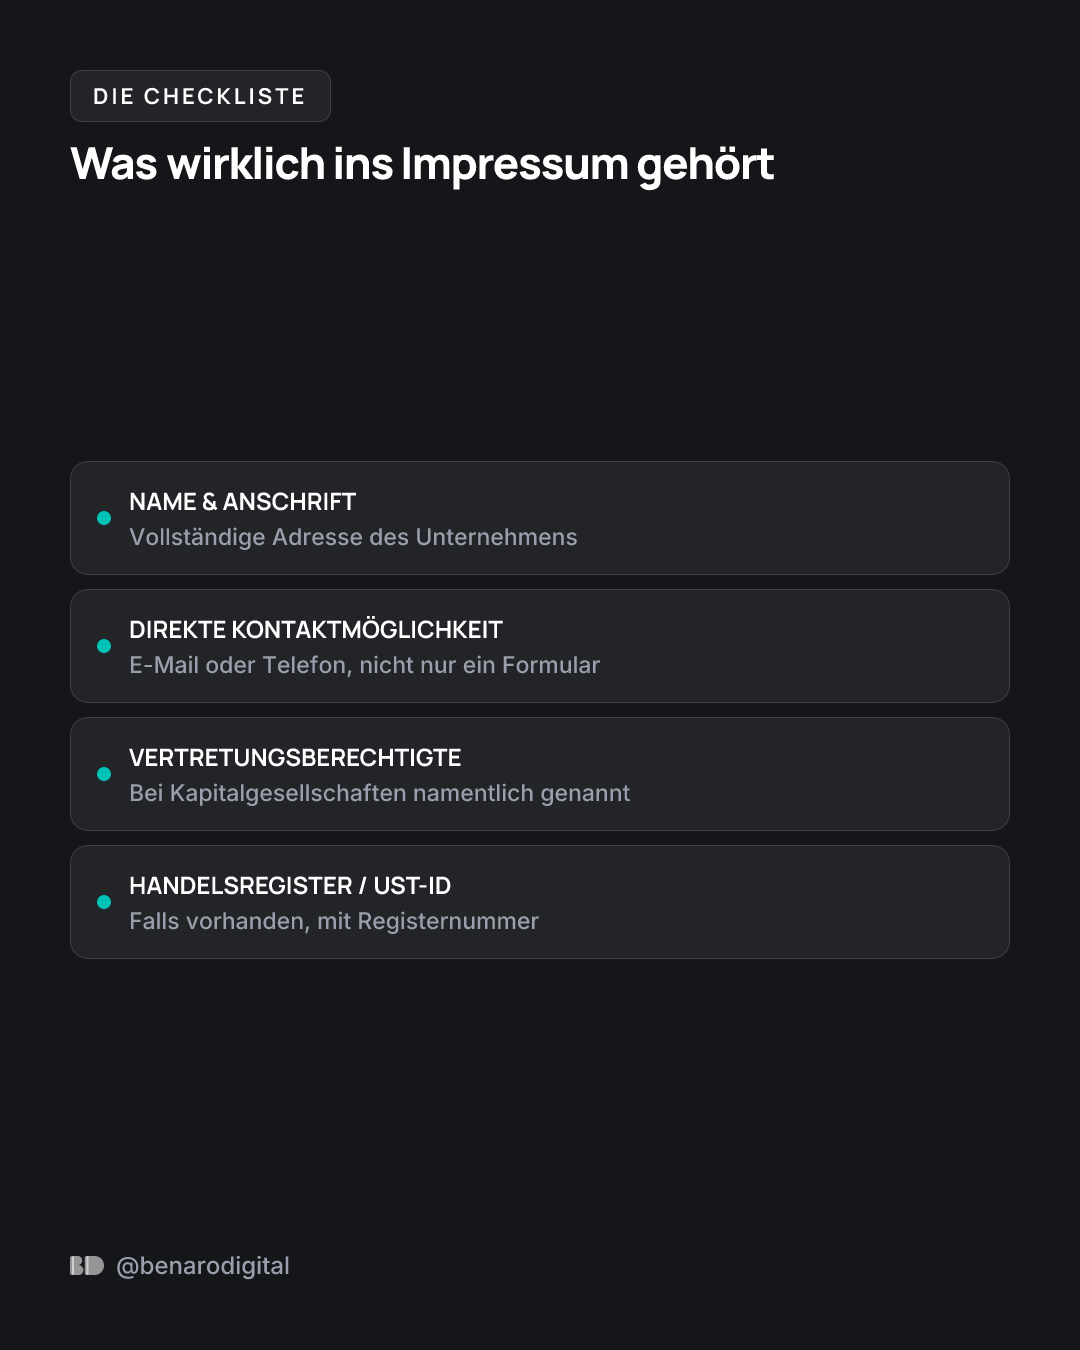 DIE CHECKLISTE
Was wirklich ins Impressum gehört
NAME & ANSCHRIFT
Vollständige Adresse des Unternehmens
DIREKTE KONTAKTMÖGLICHKEIT
E-Mail oder Telefon, nicht nur ein Formular
VERTRETUNGSBERECHTIGTE
Bei Kapitalgesellschaften namentlich genannt
HANDELSREGISTER / UST-ID
Falls vorhanden, mit Registernummer
BD @benarodigital